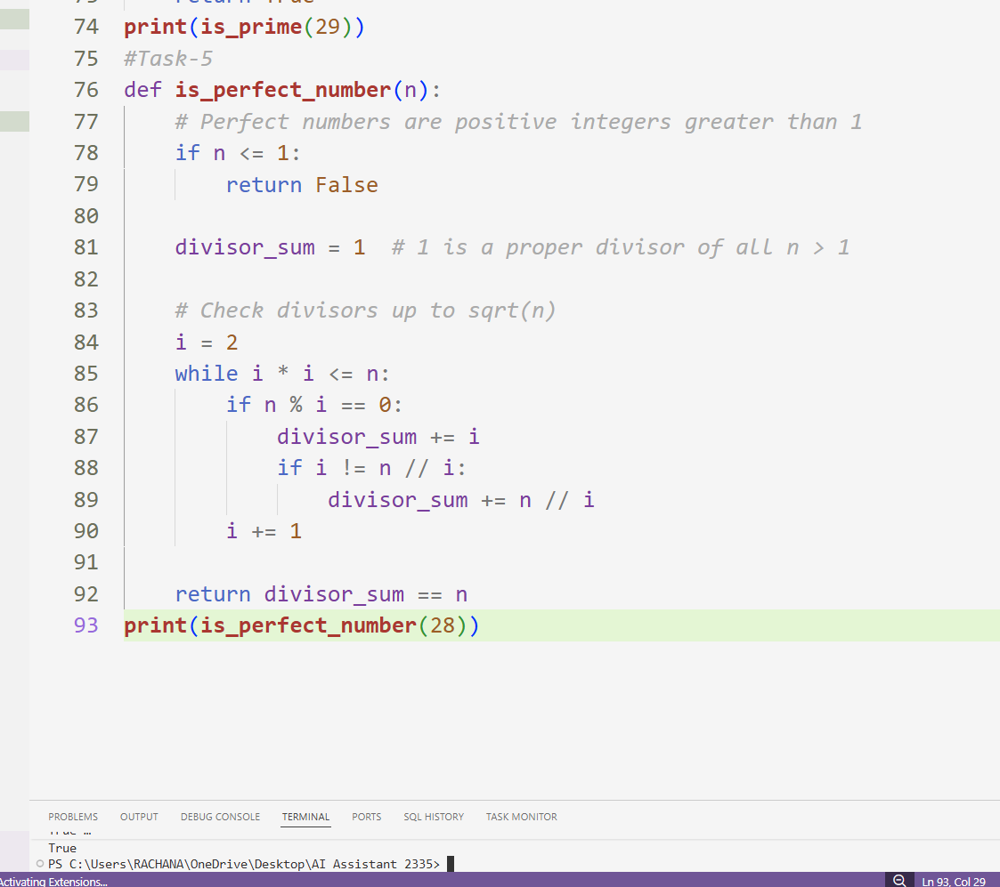 74 print(is_prime(29))
75 #Task-5
76 def is_perfect_number(n):
77     # Perfect numbers are positive integers greater than 1
78     if n <= 1:
79         return False
80
81     divisor_sum = 1  # 1 is a proper divisor of all n > 1
82
83     # Check divisors up to sqrt(n)
84     i = 2
85     while i * i <= n:
86         if n % i == 0:
87             divisor_sum += i
88             if i != n // i:
89                 divisor_sum += n // i
90         i += 1
91
92     return divisor_sum == n
93 print(is_perfect_number(28))
PROBLEMS OUTPUT DEBUG CONSOLE TERMINAL PORTS SQL HISTORY TASK MONITOR
True
PS C:\Users\RACHANA\OneDrive\Desktop\AI Assistant 2335>
Activating Extensions... Ln 93, Col 29